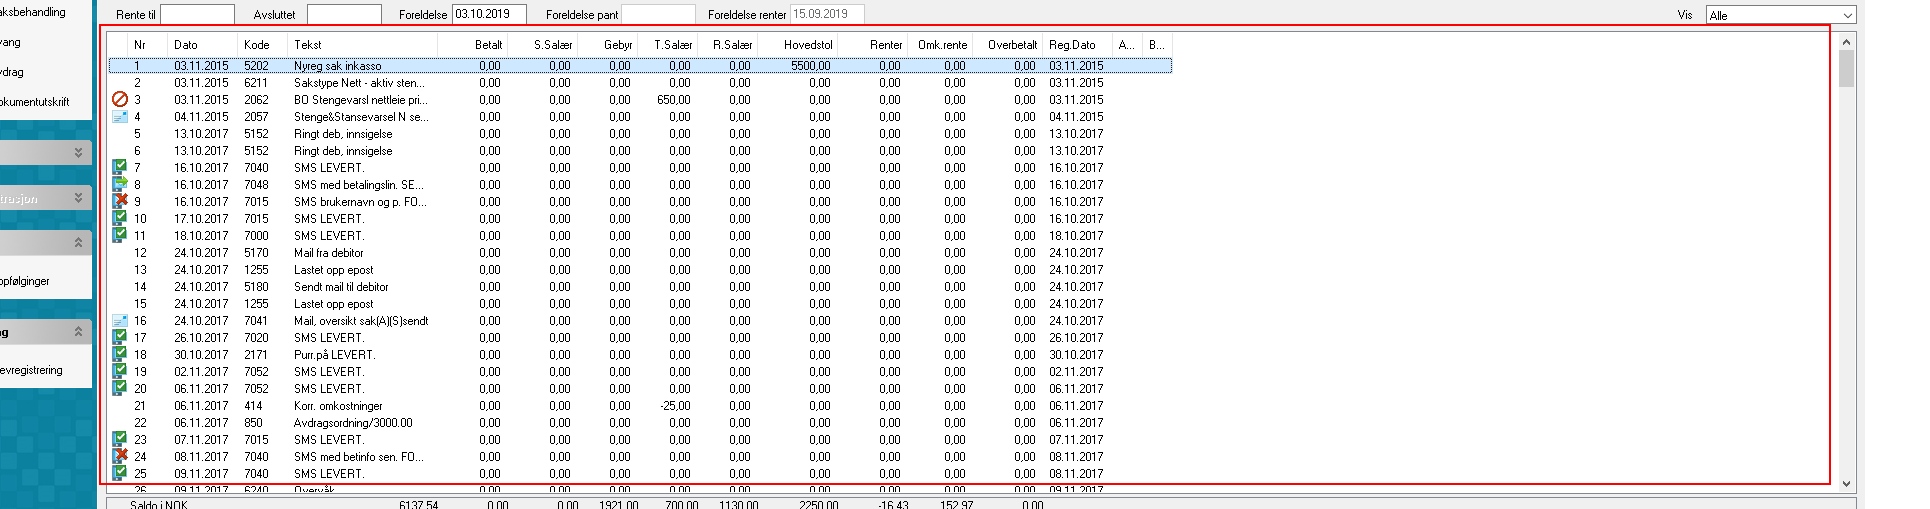 Rente til Avsluttet Foreldelse 03.10.2019 Foreldelse pant Foreldelse renter 15.09.2019 Vis Alle
aksbehandling
vang
vdrag
okumentutskrift
trasjon
ppfølginger
g
evregistrering
Nr Dato Kode Tekst Betalt S.Salær Gebyr T.Salær R.Salær Hovedstol Renter Omk.rente Overbetalt Reg.Dato A... B...
1 03.11.2015 5202 Nyreg sak inkasso 0,00 0,00 0,00 0,00 0,00 5500,00 0,00 0,00 0,00 03.11.2015
2 03.11.2015 6211 Sakstype Nett - aktiv sten... 0,00 0,00 0,00 0,00 0,00 0,00 0,00 0,00 0,00 03.11.2015
3 03.11.2015 2062 BO Stengevarsl nettleie pri... 0,00 0,00 0,00 650,00 0,00 0,00 0,00 0,00 0,00 03.11.2015
4 04.11.2015 2057 Stenge&Stansevarsel N se... 0,00 0,00 0,00 0,00 0,00 0,00 0,00 0,00 0,00 04.11.2015
5 13.10.2017 5152 Ringt deb, innsigelse 0,00 0,00 0,00 0,00 0,00 0,00 0,00 0,00 0,00 13.10.2017
6 13.10.2017 5152 Ringt deb, innsigelse 0,00 0,00 0,00 0,00 0,00 0,00 0,00 0,00 0,00 13.10.2017
7 16.10.2017 7040 SMS LEVERT. 0,00 0,00 0,00 0,00 0,00 0,00 0,00 0,00 0,00 16.10.2017
8 16.10.2017 7048 SMS med betalingslin. SE... 0,00 0,00 0,00 0,00 0,00 0,00 0,00 0,00 0,00 16.10.2017
9 16.10.2017 7015 SMS brukernavn og p. FO... 0,00 0,00 0,00 0,00 0,00 0,00 0,00 0,00 0,00 16.10.2017
10 17.10.2017 7015 SMS LEVERT. 0,00 0,00 0,00 0,00 0,00 0,00 0,00 0,00 0,00 16.10.2017
11 18.10.2017 7000 SMS LEVERT. 0,00 0,00 0,00 0,00 0,00 0,00 0,00 0,00 0,00 18.10.2017
12 24.10.2017 5170 Mail fra debitor 0,00 0,00 0,00 0,00 0,00 0,00 0,00 0,00 0,00 24.10.2017
13 24.10.2017 1255 Lastet opp epost 0,00 0,00 0,00 0,00 0,00 0,00 0,00 0,00 0,00 24.10.2017
14 24.10.2017 5180 Sendt mail til debitor 0,00 0,00 0,00 0,00 0,00 0,00 0,00 0,00 0,00 24.10.2017
15 24.10.2017 1255 Lastet opp epost 0,00 0,00 0,00 0,00 0,00 0,00 0,00 0,00 0,00 24.10.2017
16 24.10.2017 7041 Mail, oversikt sak(A)(S)sendt 0,00 0,00 0,00 0,00 0,00 0,00 0,00 0,00 0,00 24.10.2017
17 26.10.2017 7020 SMS LEVERT. 0,00 0,00 0,00 0,00 0,00 0,00 0,00 0,00 0,00 26.10.2017
18 30.10.2017 2171 Purr.på LEVERT. 0,00 0,00 0,00 0,00 0,00 0,00 0,00 0,00 0,00 30.10.2017
19 02.11.2017 7052 SMS LEVERT. 0,00 0,00 0,00 0,00 0,00 0,00 0,00 0,00 0,00 02.11.2017
20 06.11.2017 7052 SMS LEVERT. 0,00 0,00 0,00 0,00 0,00 0,00 0,00 0,00 0,00 06.11.2017
21 06.11.2017 414 Korr. omkostninger 0,00 0,00 0,00 -25,00 0,00 0,00 0,00 0,00 0,00 06.11.2017
22 06.11.2017 850 Avdragsordning/3000.00 0,00 0,00 0,00 0,00 0,00 0,00 0,00 0,00 0,00 06.11.2017
23 07.11.2017 7015 SMS LEVERT. 0,00 0,00 0,00 0,00 0,00 0,00 0,00 0,00 0,00 07.11.2017
24 08.11.2017 7040 SMS med betinfo sen. FO... 0,00 0,00 0,00 0,00 0,00 0,00 0,00 0,00 0,00 08.11.2017
25 09.11.2017 7040 SMS LEVERT. 0,00 0,00 0,00 0,00 0,00 0,00 0,00 0,00 0,00 08.11.2017
26 09.11.2017 6240 Overvåk 0,00 0,00 0,00 0,00 0,00 0,00 0,00 0,00 0,00 09.11.2017
Saldo i NOK 6137,54 0,00 0,00 1921,00 700,00 1130,00 2250,00 -16,43 152,97 0,00